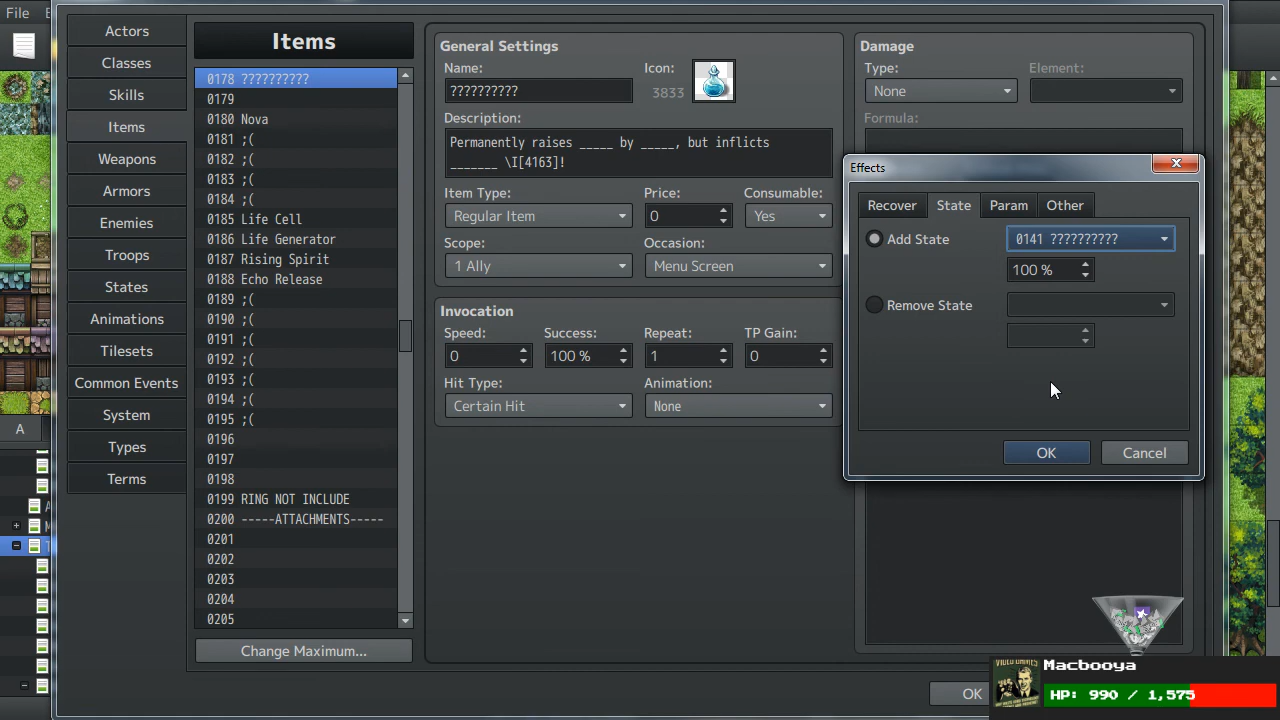 File
Actors
Classes
Skills
Items
Weapons
Armors
Enemies
Troops
States
Animations
Tilesets
Common Events
System
Types
Terms
A
Items
0178 ??????????
0179
0180 Nova
0181 ;(
0182 ;(
0183 ;(
0184 ;(
0185 Life Cell
0186 Life Generator
0187 Rising Spirit
0188 Echo Release
0189 ;(
0190 ;(
0191 ;(
0192 ;(
0193 ;(
0194 ;(
0195 ;(
0196
0197
0198
0199 RING NOT INCLUDE
0200 -----ATTACHMENTS-----
0201
0202
0203
0204
0205
Change Maximum...
General Settings
Name: Icon:
?????????? 3833
Description:
Permanently raises _____ by _____, but inflicts
_______ \I[4163]!
Item Type: Price: Consumable:
Regular Item 0 Yes
Scope: Occasion:
1 Ally Menu Screen
Invocation
Speed: Success: Repeat: TP Gain:
0 100 % 1 0
Hit Type: Animation:
Certain Hit None
Damage
Type: Element:
None
Formula:
Effects
Recover State Param Other
Add State 0141 ??????????
100 %
Remove State
OK Cancel
OK
VIDEO GAMES
Macbooya
HP: 990 / 1,575